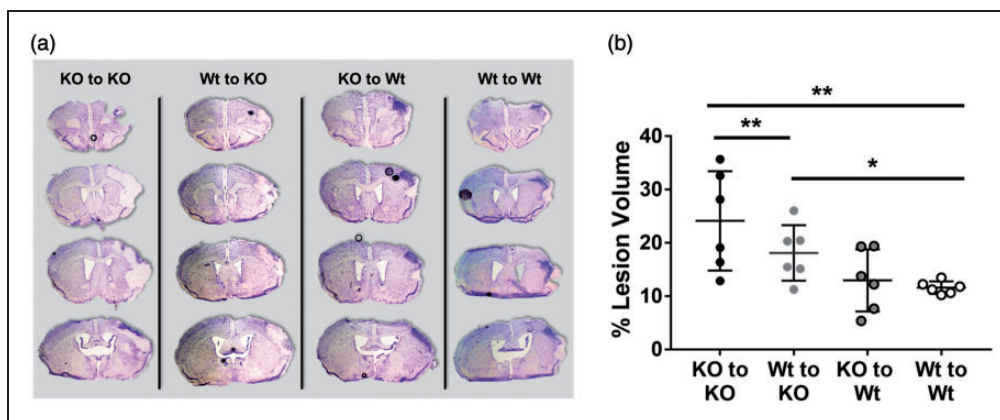 (a)
KO to KO
Wt to KO
KO to Wt
Wt to Wt
(b)
**
**
*
% Lesion Volume
40
30
20
10
0
KO to KO
Wt to KO
KO to Wt
Wt to Wt